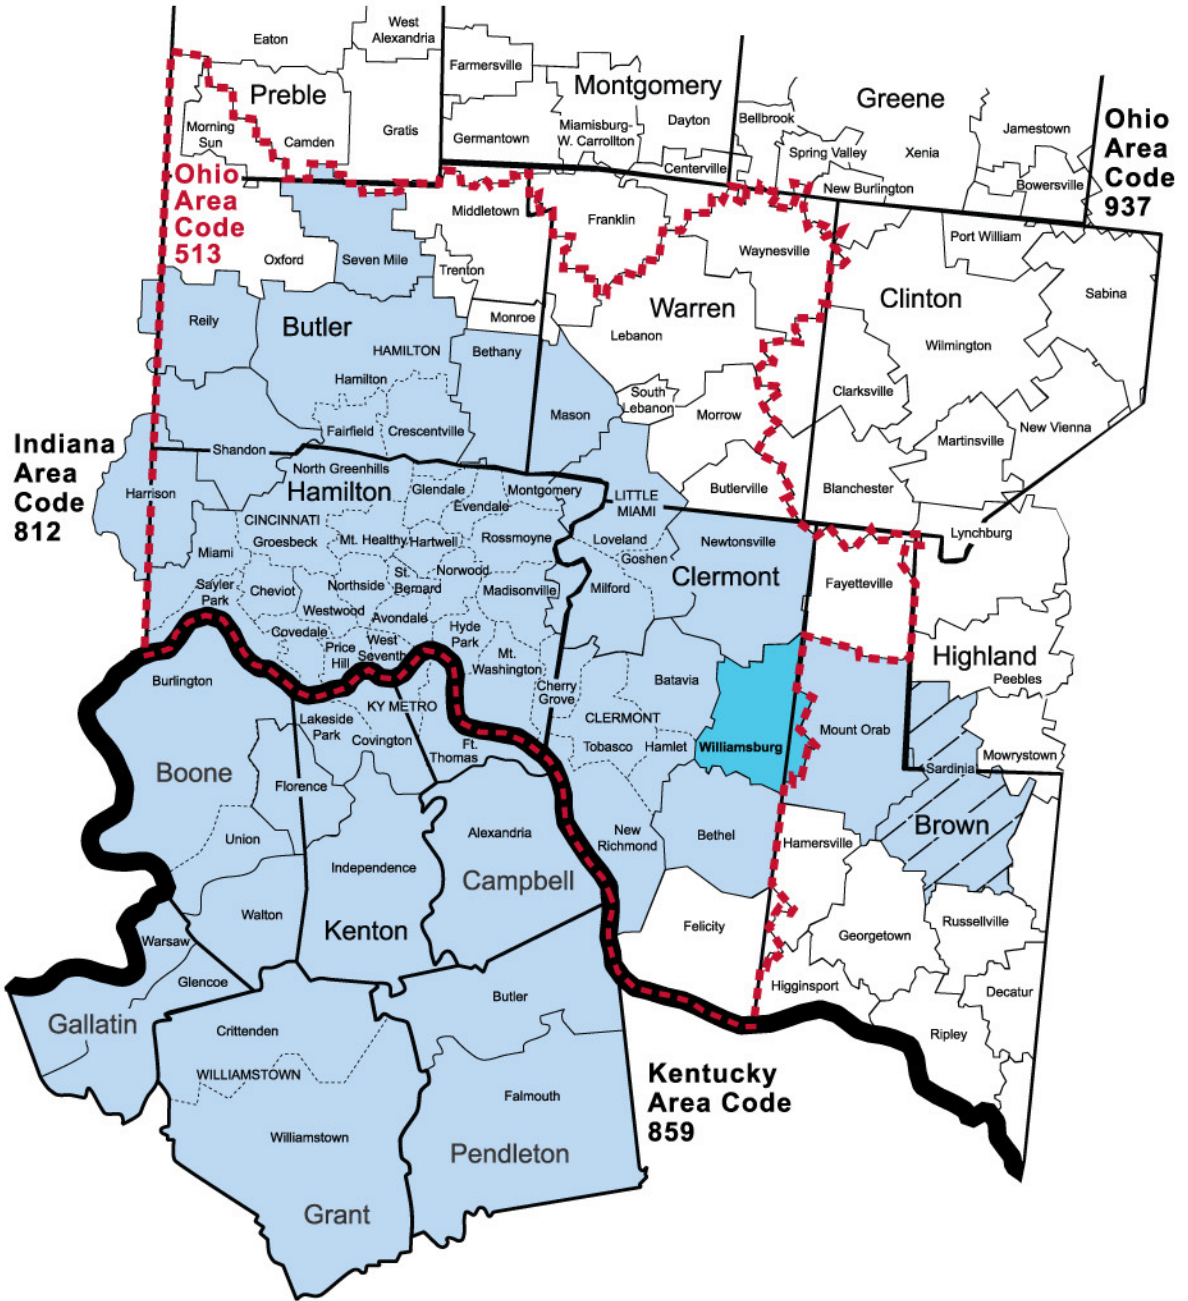 West
Alexandria
Eaton
Farmersville
Montgomery
Preble
Greene
Morning
Sun
Camden
Gratis
Germantown
Miamisburg-
W. Carrollton
Dayton
Bellbrook
Centerville
Spring Valley
Xenia
Jamestown
Bowersville
New Burlington
Ohio
Area
Code
937
Ohio
Area
Code
513
Middletown
Franklin
Waynesville
Port William
Oxford
Seven Mile
Trenton
Sabina
Clinton
Warren
Reily
Butler
Monroe
Lebanon
Wilmington
HAMILTON
Bethany
Hamilton
South
Lebanon
Clarksville
Mason
Morrow
Fairfield
Crescentville
Martinsville
New Vienna
Indiana
Area
Code
812
Shandon
North Greenhills
Harrison
Hamilton
Glendale
Montgomery
Butlerville
Blanchester
LITTLE
MIAMI
Evendale
CINCINNATI
Groesbeck
Mt. Healthy
Hartwell
Rossmoyne
Loveland
Newtonsville
Lynchburg
Miami
Goshen
Clermont
Fayetteville
Sayler
Park
Cheviot
Northside
St.
Bernard
Norwood
Madisonville
Milford
Westwood
Avondale
Covedale
Price
Hill
West
Seventh
Hyde
Park
Mt.
Washington
Highland
Peebles
Burlington
Cherry
Grove
Batavia
Lakeside
Park
KY METRO
CLERMONT
Covington
Ft.
Thomas
Tobasco
Hamlet
Williamsburg
Mount Orab
Mowrystown
Sardinia
Boone
Florence
Union
Alexandria
New
Richmond
Bethel
Hamersville
Brown
Independence
Campbell
Walton
Kenton
Felicity
Georgetown
Russellville
Warsaw
Glencoe
Butler
Higginsport
Decatur
Gallatin
Crittenden
Ripley
WILLIAMSTOWN
Kentucky
Area Code
859
Falmouth
Williamstown
Pendleton
Grant